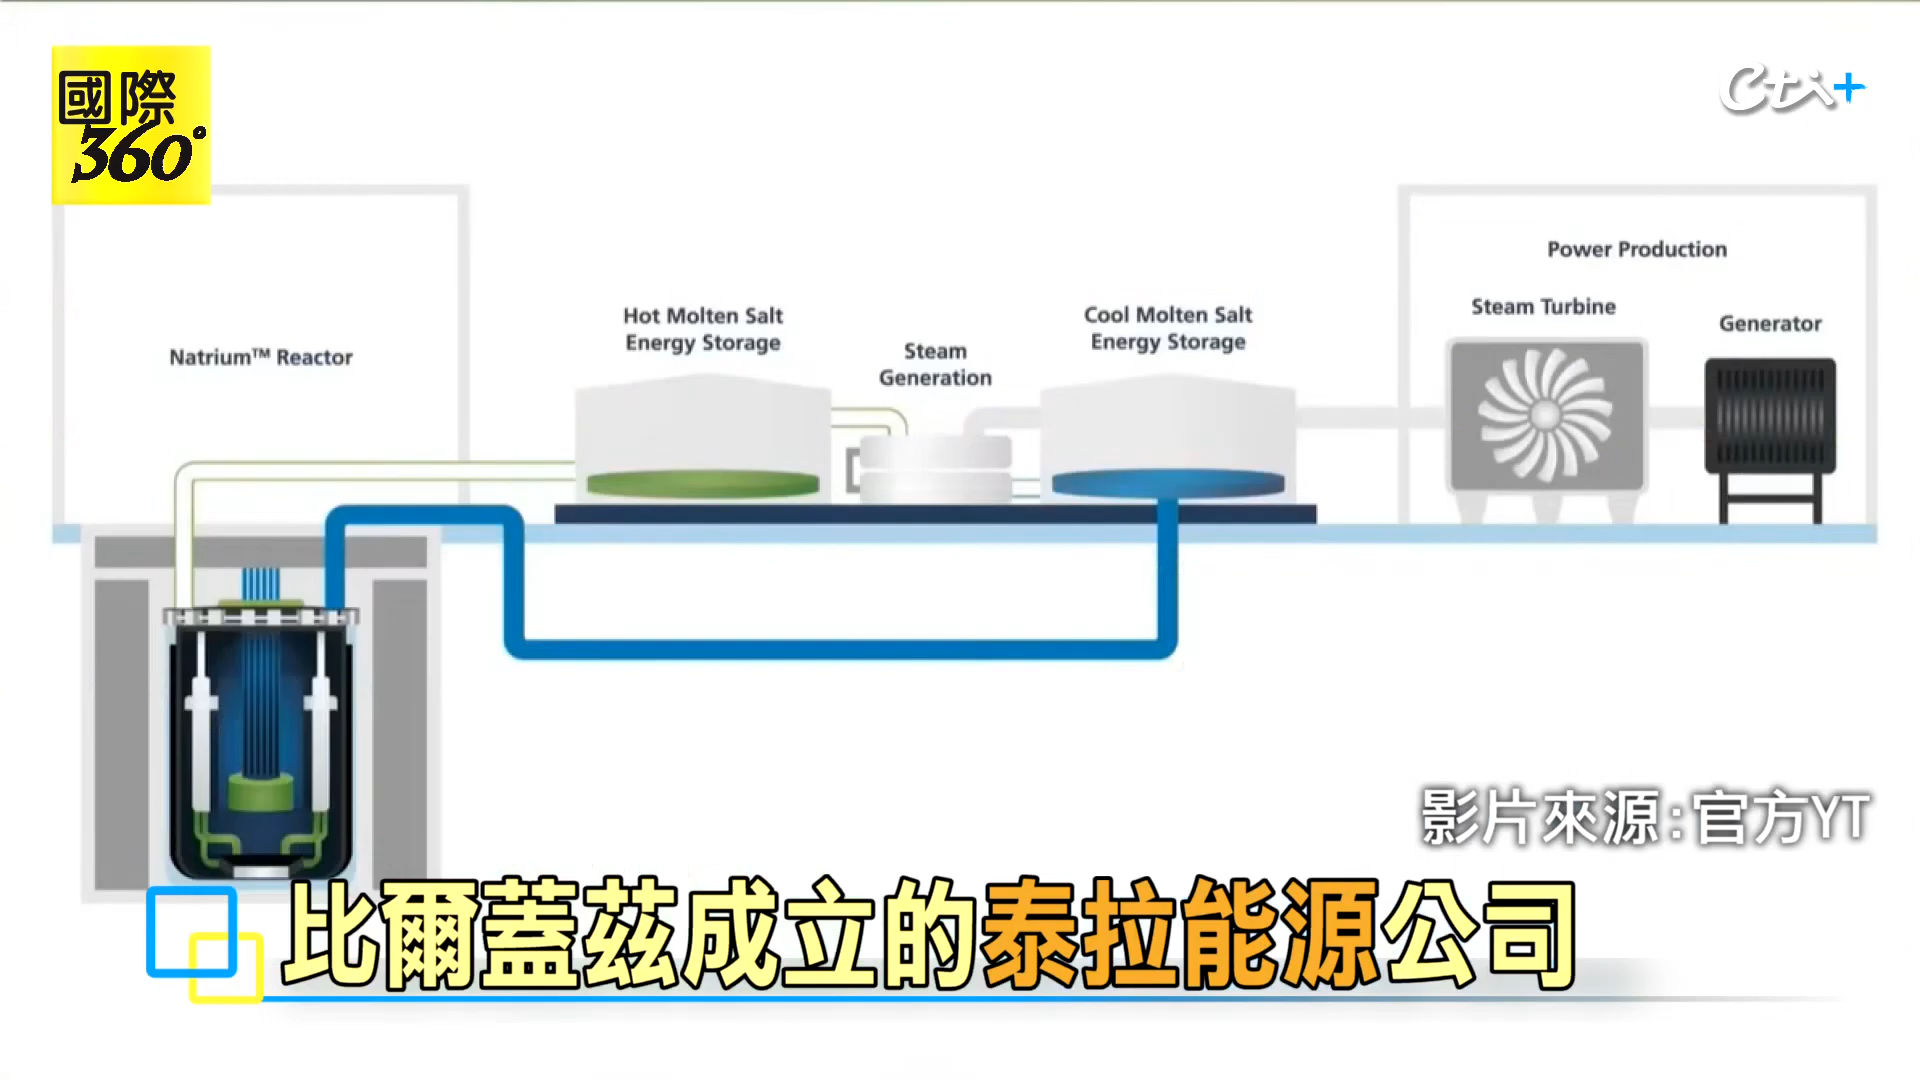 國際
360°
cti+
Power Production
Steam Turbine
Generator
Hot Molten Salt
Energy Storage
Cool Molten Salt
Energy Storage
Steam
Generation
Natrium™ Reactor
影片來源:官方YT
比爾蓋茲成立的泰拉能源公司